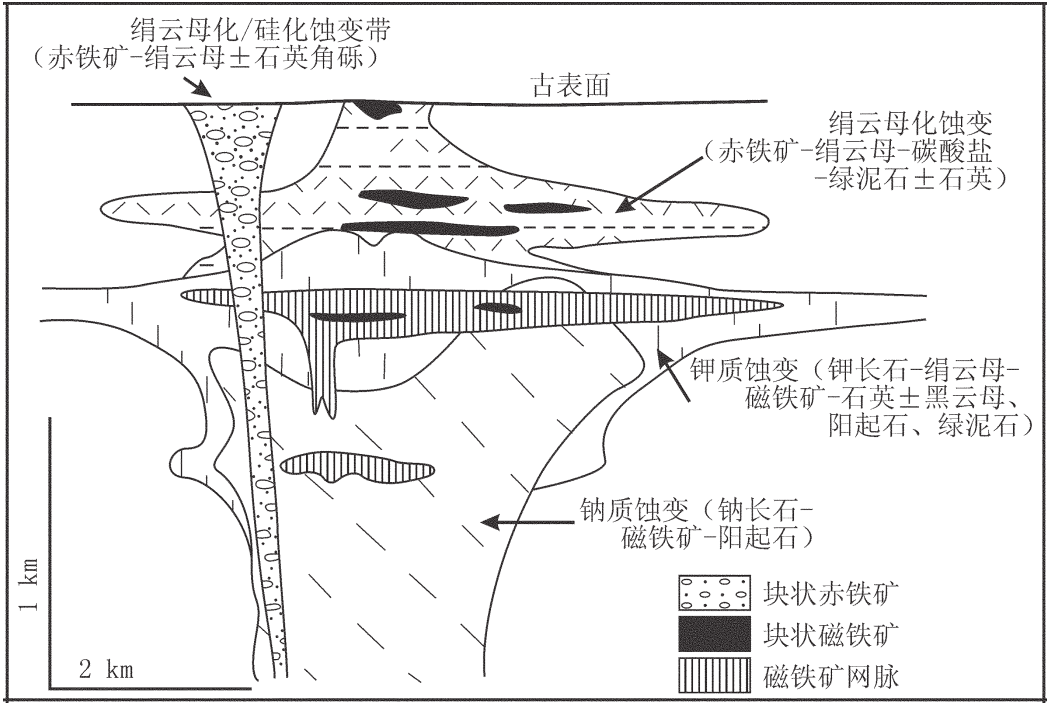 绢云母化/硅化蚀变带
（赤铁矿-绢云母±石英角砾）
古表面
绢云母化蚀变
（赤铁矿-绢云母-碳酸盐
-绿泥石±石英）
钾质蚀变（钾长石-绢云母-
磁铁矿-石英±黑云母、
阳起石、绿泥石）
钠质蚀变（钠长石-
磁铁矿-阳起石）
1 km
2 km
块状赤铁矿
块状磁铁矿
磁铁矿网脉